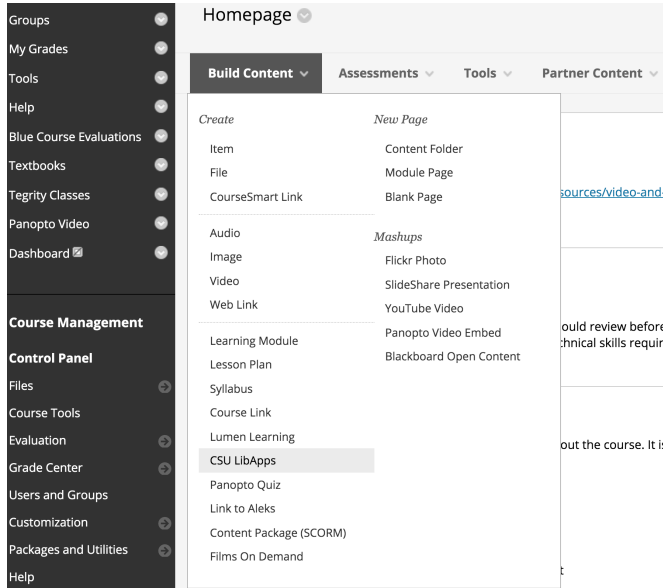 Groups
My Grades
Tools
Help
Blue Course Evaluations
Textbooks
Tegrity Classes
Panopto Video
Dashboard
Course Management
Control Panel
Files
Course Tools
Evaluation
Grade Center
Users and Groups
Customization
Packages and Utilities
Help
Homepage
Build Content
Assessments
Tools
Partner Content
Create
Item
File
CourseSmart Link
Audio
Image
Video
Web Link
Learning Module
Lesson Plan
Syllabus
Course Link
Lumen Learning
CSU LibApps
Panopto Quiz
Link to Aleks
Content Package (SCORM)
Films On Demand
New Page
Content Folder
Module Page
Blank Page
Mashups
Flickr Photo
SlideShare Presentation
YouTube Video
Panopto Video Embed
Blackboard Open Content
sources/video-and-
ould review before
chnical skills requir
out the course. It is
t